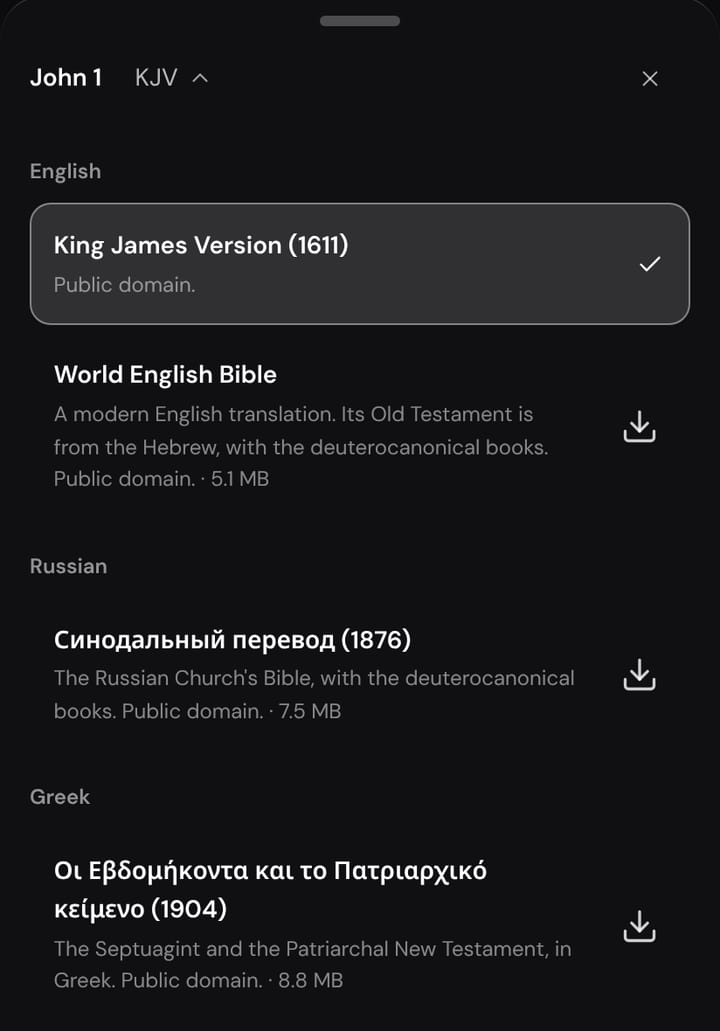 John 1 KJV
English
King James Version (1611)
Public domain.
World English Bible
A modern English translation. Its Old Testament is
from the Hebrew, with the deuterocanonical books.
Public domain. · 5.1 MB
Russian
Синодальный перевод (1876)
The Russian Church's Bible, with the deuterocanonical
books. Public domain. · 7.5 MB
Greek
Οι Εβδομήκοντα και το Πατριαρχικό
κείμενο (1904)
The Septuagint and the Patriarchal New Testament, in
Greek. Public domain. · 8.8 MB